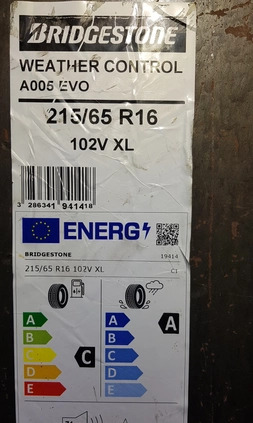 BRIDGESTONE
WEATHER CONTROL
A005 EVO
215/65 R16
102V XL
3 286341 941418
ENERG
BRIDGESTONE 19414
215/65 R16 102V XL C1
A A
B B
C C
D D
E E
C A